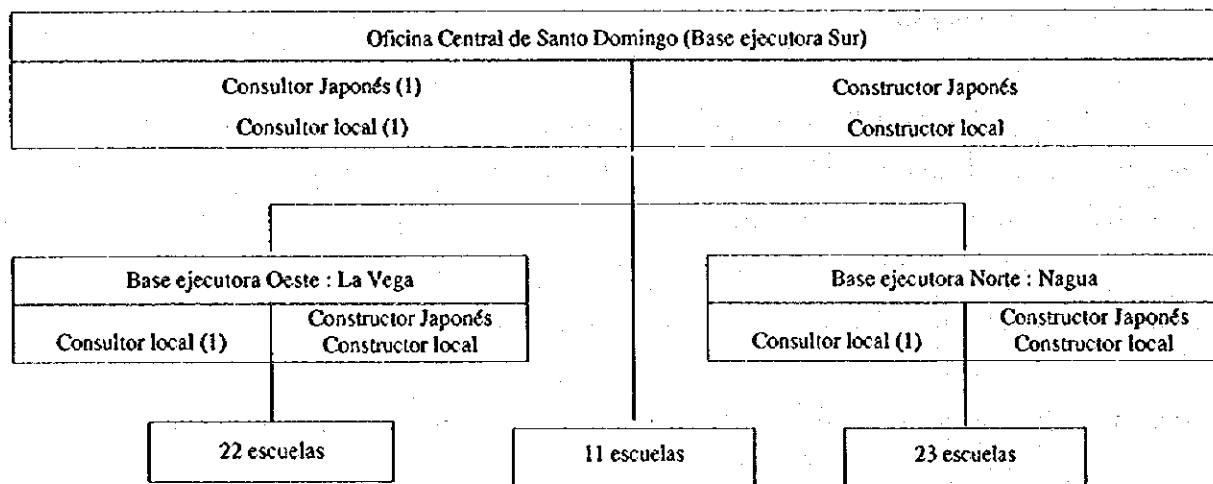 Oficina Central de Santo Domingo (Base ejecutora Sur)
Consultor Japonés (1)
Consultor local (1)
Constructor Japonés
Constructor local
Base ejecutora Oeste : La Vega
Consultor local (1)
Constructor Japonés
Constructor local
Base ejecutora Norte : Nagua
Consultor local (1)
Constructor Japonés
Constructor local
22 escuelas
11 escuelas
23 escuelas